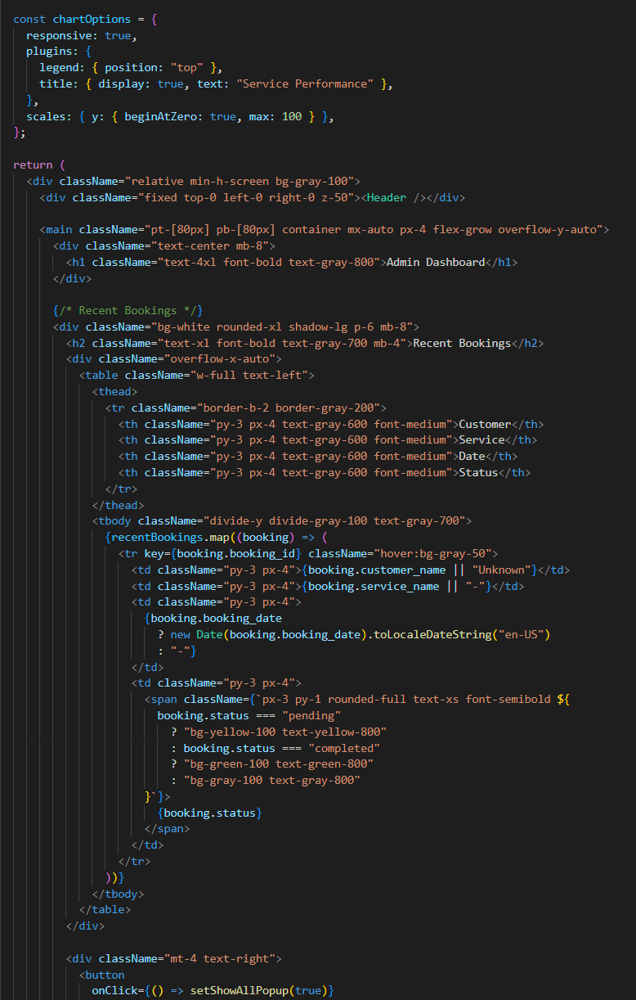 const chartOptions = {
  responsive: true,
  plugins: {
    legend: { position: "top" },
    title: { display: true, text: "Service Performance" },
  },
  scales: { y: { beginAtZero: true, max: 100 } },
};

return (
  <div className="relative min-h-screen bg-gray-100">
    <div className="fixed top-0 left-0 right-0 z-50"><Header /></div>

    <main className="pt-[80px] pb-[80px] container mx-auto px-4 flex-grow overflow-y-auto">
      <div className="text-center mb-8">
        <h1 className="text-4xl font-bold text-gray-800">Admin Dashboard</h1>
      </div>

      {/* Recent Bookings */}
      <div className="bg-white rounded-xl shadow-lg p-6 mb-8">
        <h2 className="text-xl font-bold text-gray-700 mb-4">Recent Bookings</h2>
        <div className="overflow-x-auto">
          <table className="w-full text-left">
            <thead>
              <tr className="border-b-2 border-gray-200">
                <th className="py-3 px-4 text-gray-600 font-medium">Customer</th>
                <th className="py-3 px-4 text-gray-600 font-medium">Service</th>
                <th className="py-3 px-4 text-gray-600 font-medium">Date</th>
                <th className="py-3 px-4 text-gray-600 font-medium">Status</th>
              </tr>
            </thead>
            <tbody className="divide-y divide-gray-100 text-gray-700">
              {recentBookings.map((booking) => (
                <tr key={booking.booking_id} className="hover:bg-gray-50">
                  <td className="py-3 px-4">{booking.customer_name || "Unknown"}</td>
                  <td className="py-3 px-4">{booking.service_name || "-"}</td>
                  <td className="py-3 px-4">
                    {booking.booking_date
                      ? new Date(booking.booking_date).toLocaleDateString("en-US")
                      : "-"}
                  </td>
                  <td className="py-3 px-4">
                    <span className={`px-3 py-1 rounded-full text-xs font-semibold ${
                      booking.status === "pending"
                        ? "bg-yellow-100 text-yellow-800"
                        : booking.status === "completed"
                        ? "bg-green-100 text-green-800"
                        : "bg-gray-100 text-gray-800"
                    }`}>
                      {booking.status}
                    </span>
                  </td>
                </tr>
              ))}
            </tbody>
          </table>
        </div>

        <div className="mt-4 text-right">
          <button
            onClick={() => setShowAllPopup(true)}